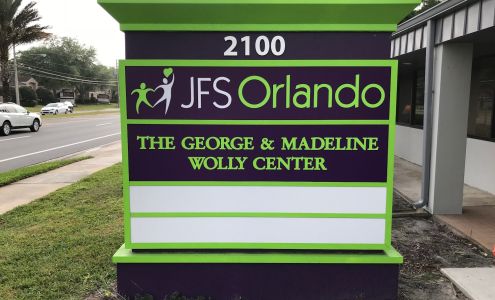 2100
JFS Orlando
THE GEORGE & MADELINE
WOLLY CENTER